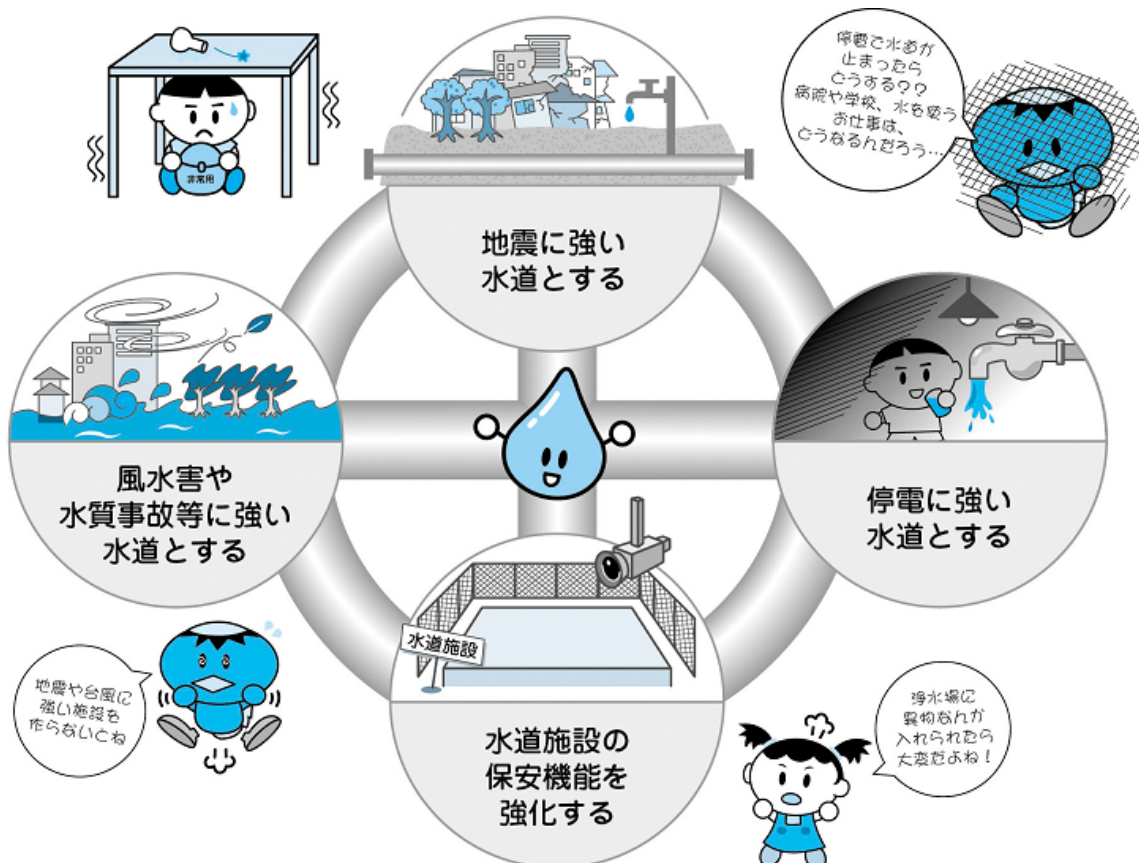 非常用
停電で水道が
止まったら
どうする??
病院や学校、水を使う
お仕事は、
どうなるんだろう…
地震に強い
水道とする
風水害や
水質事故等に強い
水道とする
停電に強い
水道とする
水道施設
水道施設の
保安機能を
強化する
地震や台風に
強い施設を
作らないとね
浄水場に
異物なんか
入れられたら
大変だよね!